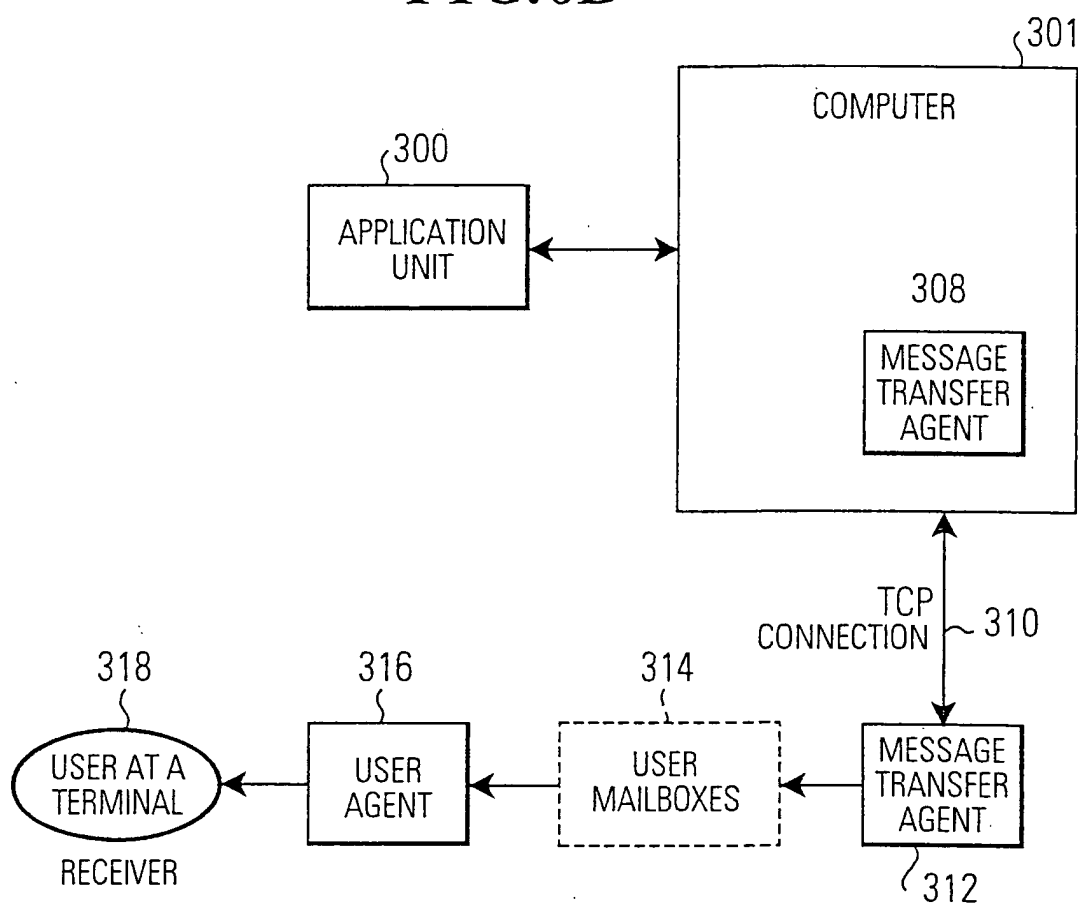 301
COMPUTER
300
APPLICATION
UNIT
308
MESSAGE
TRANSFER
AGENT
TCP
CONNECTION
310
318
316
314
USER AT A
TERMINAL
USER
AGENT
USER
MAILBOXES
MESSAGE
TRANSFER
AGENT
RECEIVER
312